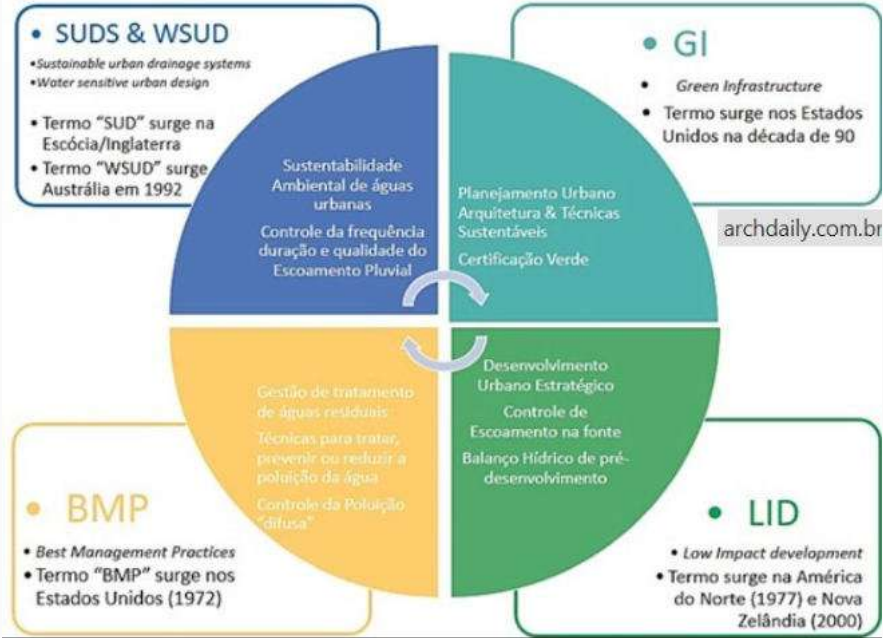 • SUDS & WSUD
•Sustainable urban drainage systems
•Water sensitive urban design
• Termo "SUD" surge na
Escócia/Inglaterra
• Termo "WSUD" surge
Austrália em 1992
Sustentabilidade
Ambiental de águas
urbanas
Controle da frequência
duração e qualidade do
Escoamento Pluvial
• GI
• Green Infrastructure
• Termo surge nos Estados
Unidos na década de 90
Planejamento Urbano
Arquitetura & Técnicas
Sustentáveis
Certificação Verde
archdaily.com.br
Gestão de tratamento
de águas residuais
Técnicas para tratar,
prevenir ou reduzir a
poluição da água
Controle da Poluição
"difusa"
• BMP
• Best Management Practices
• Termo "BMP" surge nos
Estados Unidos (1972)
Desenvolvimento
Urbano Estratégico
Controle de
Escoamento na fonte
Balanço Hídrico de pré-
desenvolvimento
• LID
• Low Impact development
• Termo surge na América
do Norte (1977) e Nova
Zelândia (2000)